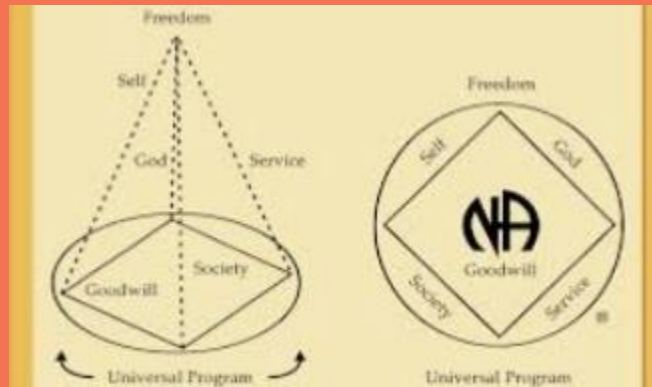 Freedom
Self
God
Service
Society
Goodwill
Universal Program
Freedom
Self
God
NA
Goodwill
Society
Service
®
Universal Program